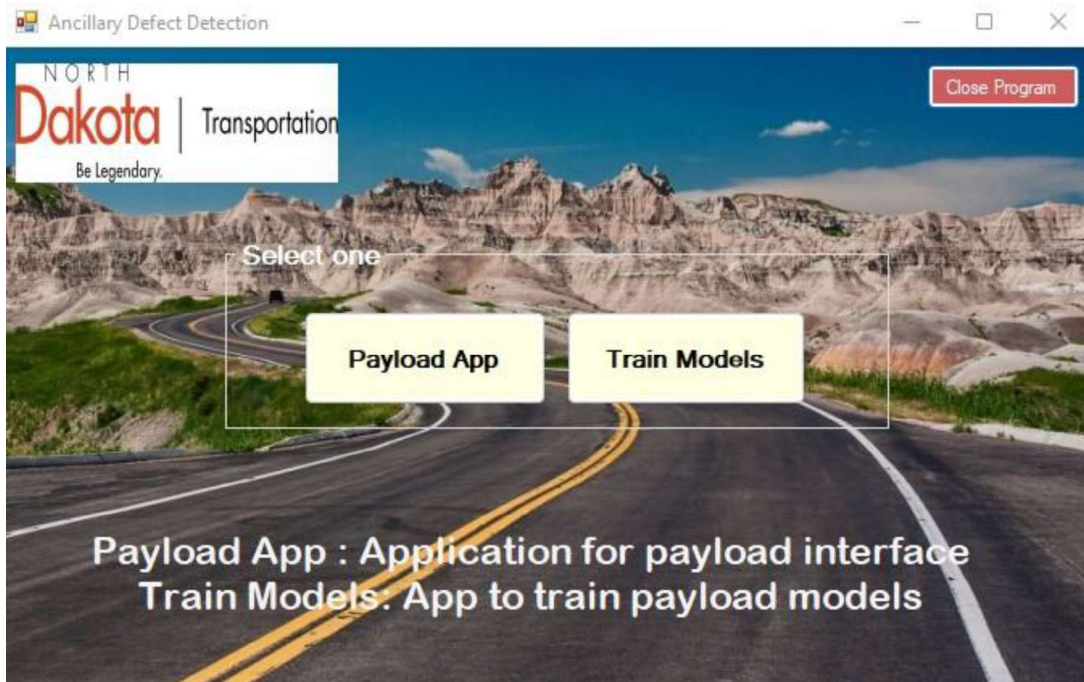 Ancillary Defect Detection
NORTH
Dakota
Transportation
Be Legendary.
Close Program
Select one
Payload App
Train Models
Payload App : Application for payload interface
Train Models: App to train payload models